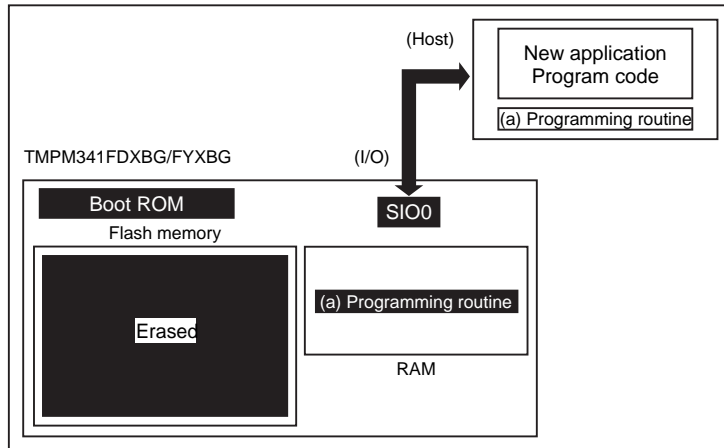 (Host)
New application
Program code
(a) Programming routine
TMPM341FDXBG/FYXBG
(I/O)
Boot ROM
SIO0
Flash memory
(a) Programming routine
Erased
RAM